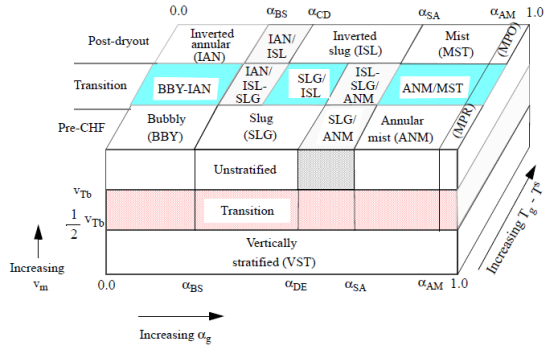 0.0 αBS αCD αSA αAM 1.0
Post-dryout
Inverted annular (IAN)
IAN/ ISL
Inverted slug (ISL)
Mist (MST)
(MPO)
Transition
BBY-IAN
IAN/ ISL- SLG
SLG/ ISL
ISL- SLG/ ANM
ANM/MST
Pre-CHF
Bubbly (BBY)
Slug (SLG)
SLG/ ANM
Annular mist (ANM)
(MPR)
Unstratified
vTb
Transition
1/2 vTb
Vertically stratified (VST)
Increasing vm
Increasing Tg - Ts
0.0 αBS αDE αSA αAM 1.0
Increasing αg